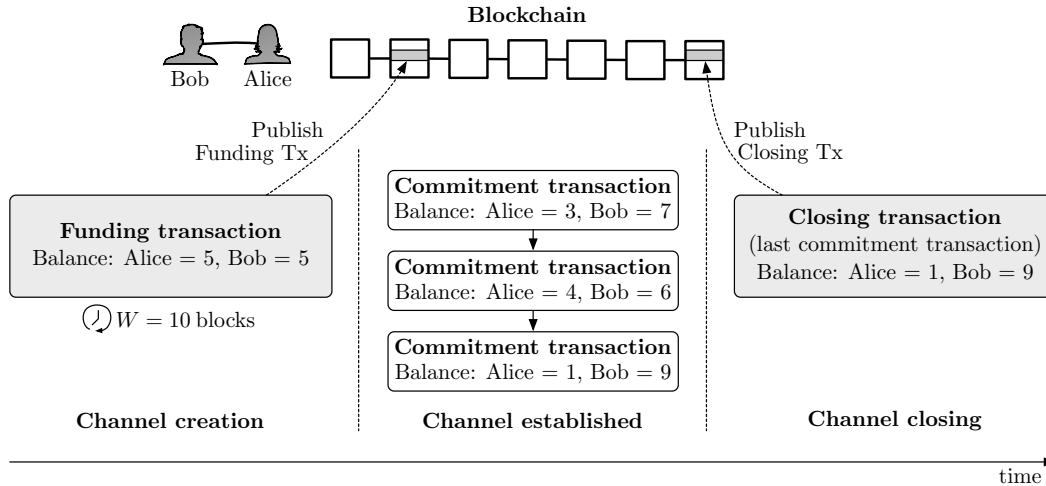 Blockchain
Bob
Alice
Publish
Funding Tx
Publish
Closing Tx
Funding transaction
Balance: Alice = 5, Bob = 5
W = 10 blocks
Commitment transaction
Balance: Alice = 3, Bob = 7
Commitment transaction
Balance: Alice = 4, Bob = 6
Commitment transaction
Balance: Alice = 1, Bob = 9
Closing transaction
(last commitment transaction)
Balance: Alice = 1, Bob = 9
Channel creation
Channel established
Channel closing
time